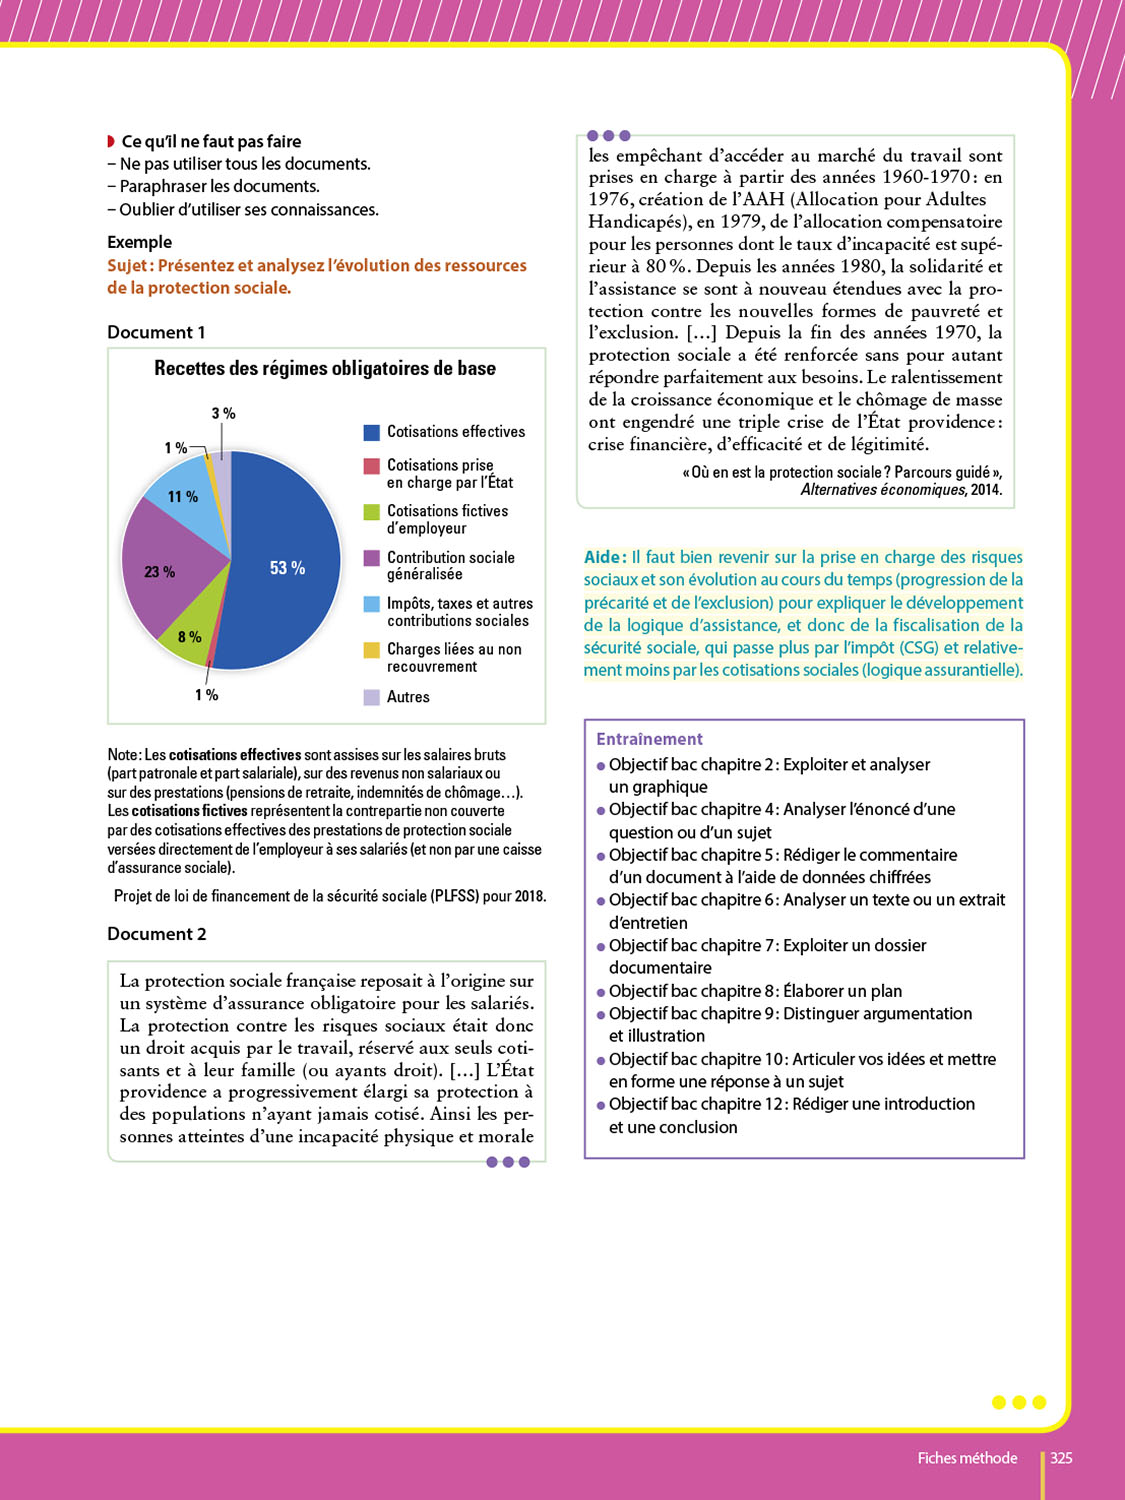 ◗ Ce qu'il ne faut pas faire
– Ne pas utiliser tous les documents.
– Paraphraser les documents.
– Oublier d'utiliser ses connaissances.
Exemple
Sujet : Présentez et analysez l'évolution des ressources
de la protection sociale.
Document 1
Recettes des régimes obligatoires de base
3 %
1 %
11 %
23 %
53 %
8 %
1 %
Cotisations effectives
Cotisations prise
en charge par l'État
Cotisations fictives
d'employeur
Contribution sociale
généralisée
Impôts, taxes et autres
contributions sociales
Charges liées au non
recouvrement
Autres
Note : Les cotisations effectives sont assises sur les salaires bruts
(part patronale et part salariale), sur des revenus non salariaux ou
sur des prestations (pensions de retraite, indemnités de chômage…).
Les cotisations fictives représentent la contrepartie non couverte
par des cotisations effectives des prestations de protection sociale
versées directement de l'employeur à ses salariés (et non par une caisse
d'assurance sociale).
Projet de loi de financement de la sécurité sociale (PLFSS) pour 2018.
Document 2
La protection sociale française reposait à l'origine sur
un système d'assurance obligatoire pour les salariés.
La protection contre les risques sociaux était donc
un droit acquis par le travail, réservé aux seuls coti-
sants et à leur famille (ou ayants droit). […] L'État
providence a progressivement élargi sa protection à
des populations n'ayant jamais cotisé. Ainsi les per-
sonnes atteintes d'une incapacité physique et morale
les empêchant d'accéder au marché du travail sont
prises en charge à partir des années 1960-1970 : en
1976, création de l'AAH (Allocation pour Adultes
Handicapés), en 1979, de l'allocation compensatoire
pour les personnes dont le taux d'incapacité est supé-
rieur à 80 %. Depuis les années 1980, la solidarité et
l'assistance se sont à nouveau étendues avec la pro-
tection contre les nouvelles formes de pauvreté et
l'exclusion. […] Depuis la fin des années 1970, la
protection sociale a été renforcée sans pour autant
répondre parfaitement aux besoins. Le ralentissement
de la croissance économique et le chômage de masse
ont engendré une triple crise de l'État providence :
crise financière, d'efficacité et de légitimité.
« Où en est la protection sociale ? Parcours guidé »,
Alternatives économiques, 2014.
Aide : Il faut bien revenir sur la prise en charge des risques
sociaux et son évolution au cours du temps (progression de la
précarité et de l'exclusion) pour expliquer le développement
de la logique d'assistance, et donc de la fiscalisation de la
sécurité sociale, qui passe plus par l'impôt (CSG) et relative-
ment moins par les cotisations sociales (logique assurantielle).
Entraînement
● Objectif bac chapitre 2 : Exploiter et analyser
un graphique
● Objectif bac chapitre 4 : Analyser l'énoncé d'une
question ou d'un sujet
● Objectif bac chapitre 5 : Rédiger le commentaire
d'un document à l'aide de données chiffrées
● Objectif bac chapitre 6 : Analyser un texte ou un extrait
d'entretien
● Objectif bac chapitre 7 : Exploiter un dossier
documentaire
● Objectif bac chapitre 8 : Élaborer un plan
● Objectif bac chapitre 9 : Distinguer argumentation
et illustration
● Objectif bac chapitre 10 : Articuler vos idées et mettre
en forme une réponse à un sujet
● Objectif bac chapitre 12 : Rédiger une introduction
et une conclusion
Fiches méthode 325